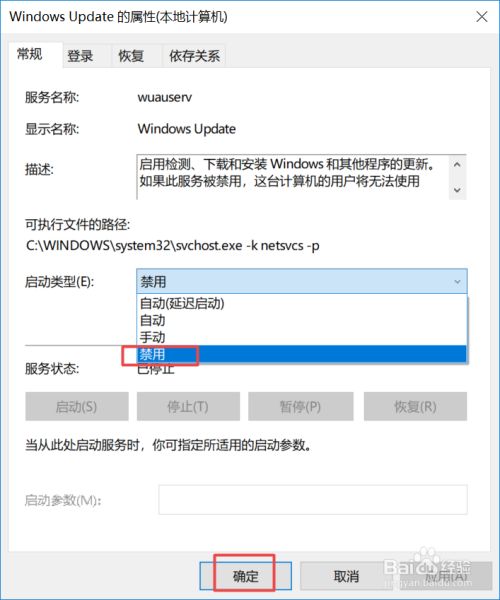 Windows Update 的属性(本地计算机)
常规 登录 恢复 依存关系
服务名称: wuauserv
显示名称: Windows Update
描述: 启用检测、下载和安装 Windows 和其他程序的更新。
如果此服务被禁用，这台计算机的用户将无法使用
可执行文件的路径:
C:\WINDOWS\system32\svchost.exe -k netsvcs -p
启动类型(E): 禁用
自动(延迟启动)
自动
手动
禁用
服务状态: 已停止
启动(S) 停止(T) 暂停(P) 恢复(R)
当从此处启动服务时，你可指定所适用的启动参数。
启动参数(M):
确定 取消 应用(A)
Baidu 经验